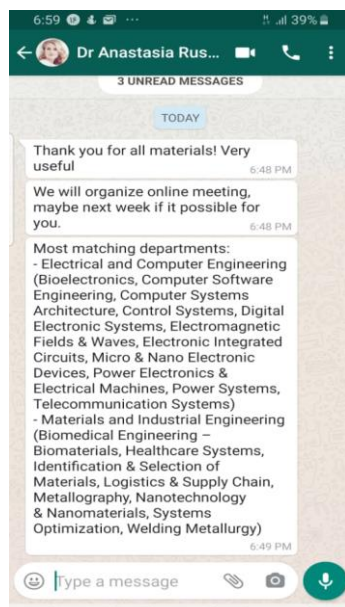 6:59 ... 39%
Dr Anastasia Rus...
3 UNREAD MESSAGES
TODAY
Thank you for all materials! Very
useful
6:48 PM
We will organize online meeting,
maybe next week if it possible for
you.
6:48 PM
Most matching departments:
- Electrical and Computer Engineering
(Bioelectronics, Computer Software
Engineering, Computer Systems
Architecture, Control Systems, Digital
Electronic Systems, Electromagnetic
Fields & Waves, Electronic Integrated
Circuits, Micro & Nano Electronic
Devices, Power Electronics &
Electrical Machines, Power Systems,
Telecommunication Systems)
- Materials and Industrial Engineering
(Biomedical Engineering –
Biomaterials, Healthcare Systems,
Identification & Selection of
Materials, Logistics & Supply Chain,
Metallography, Nanotechnology
& Nanomaterials, Systems
Optimization, Welding Metallurgy)
6:49 PM
Type a message